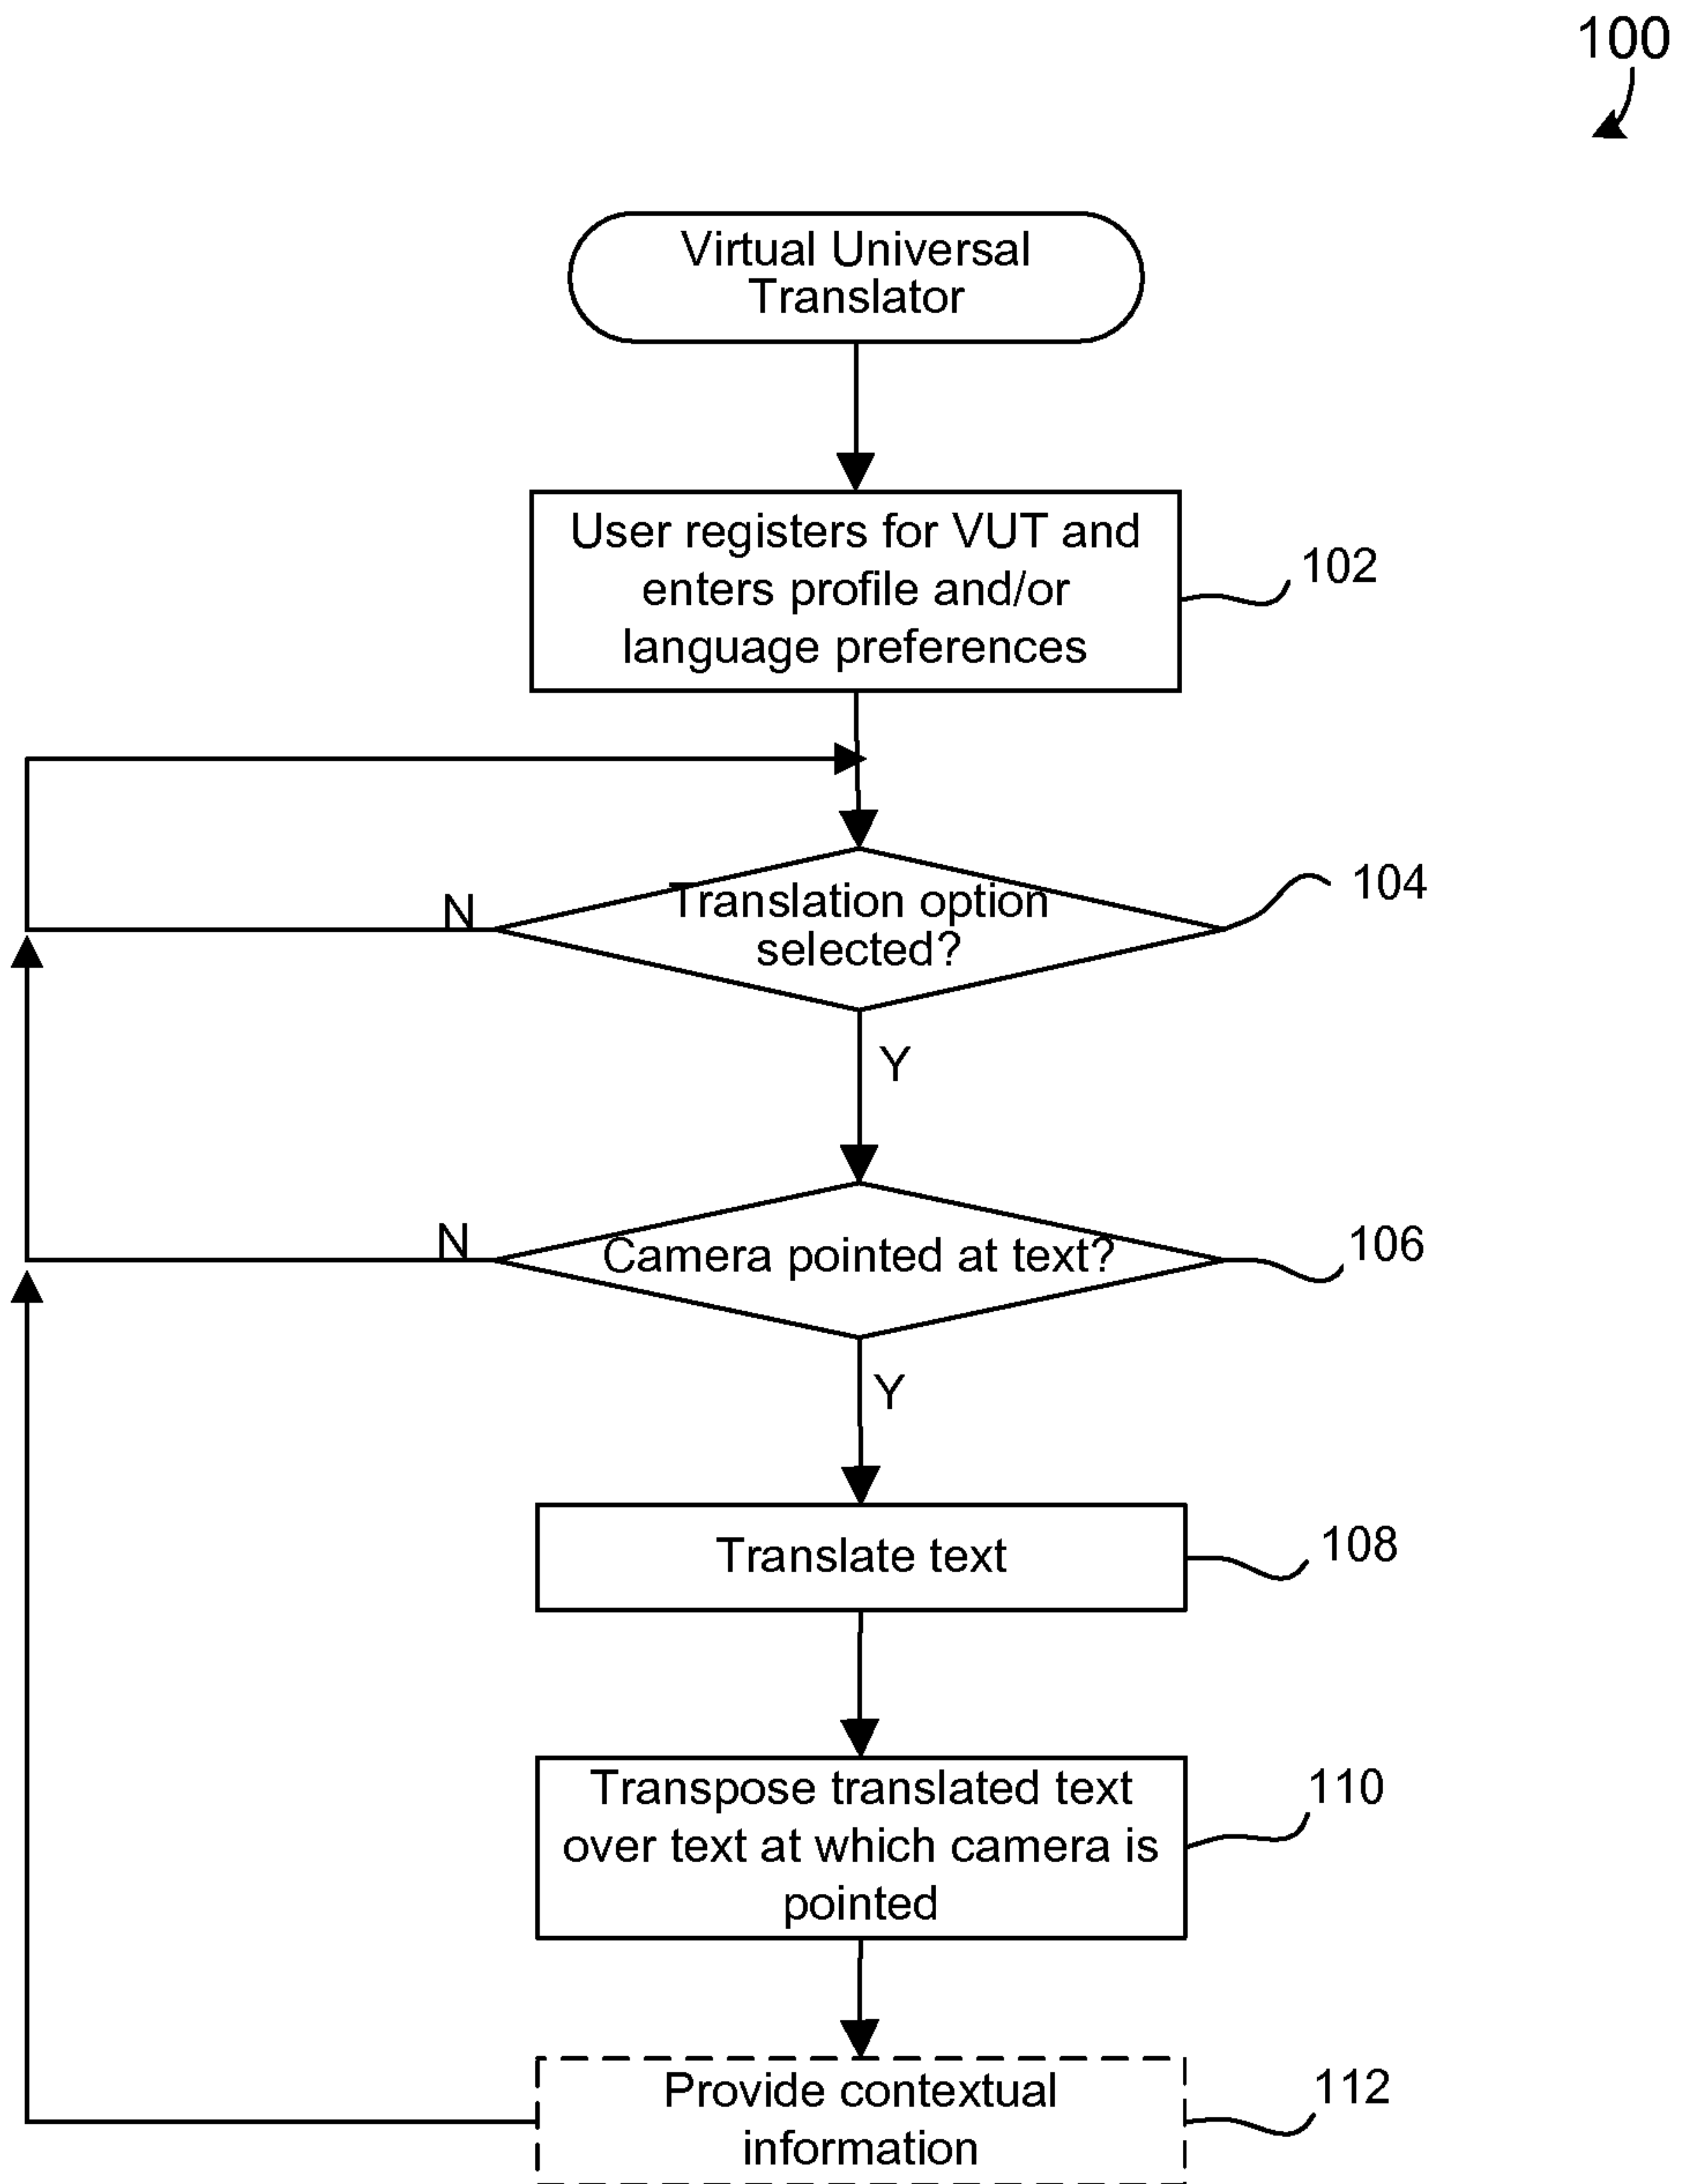 100
Virtual Universal
Translator
User registers for VUT and
enters profile and/or
language preferences
102
Translation option
selected?
104
N
Y
Camera pointed at text?
106
N
Y
Translate text
108
Transpose translated text
over text at which camera is
pointed
110
Provide contextual
information
112